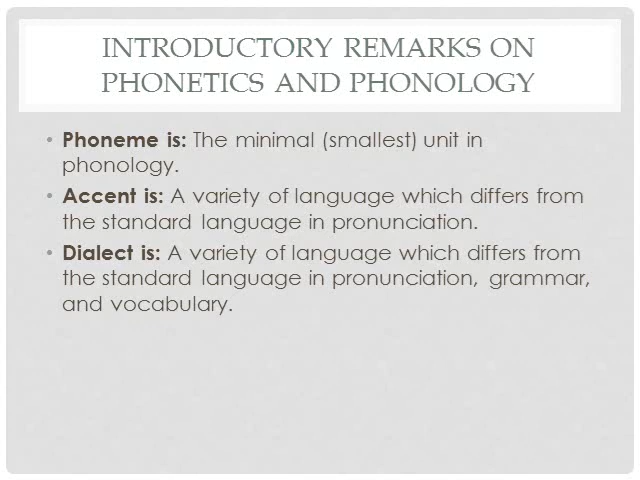 INTRODUCTORY REMARKS ON
PHONETICS AND PHONOLOGY
• Phoneme is: The minimal (smallest) unit in
phonology.
• Accent is: A variety of language which differs from
the standard language in pronunciation.
• Dialect is: A variety of language which differs from
the standard language in pronunciation, grammar,
and vocabulary.